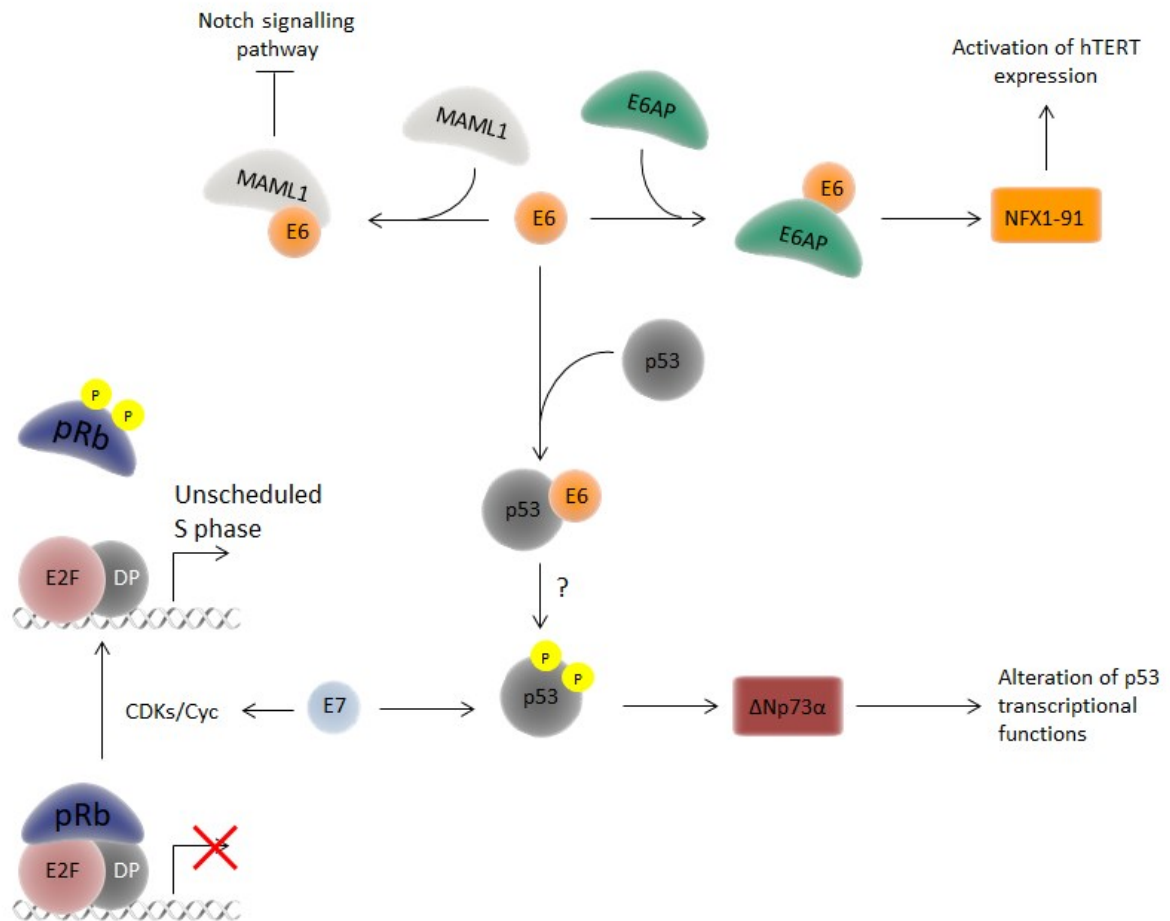 Notch signalling
pathway
Activation of hTERT
expression
MAML1
E6AP
MAML1
E6
E6
E6
E6AP
NFX1-91
p53
P
P
pRb
p53
E6
Unscheduled
S phase
E2F
DP
?
P
P
p53
CDKs/Cyc
E7
ΔNp73α
Alteration of p53
transcriptional
functions
pRb
E2F
DP